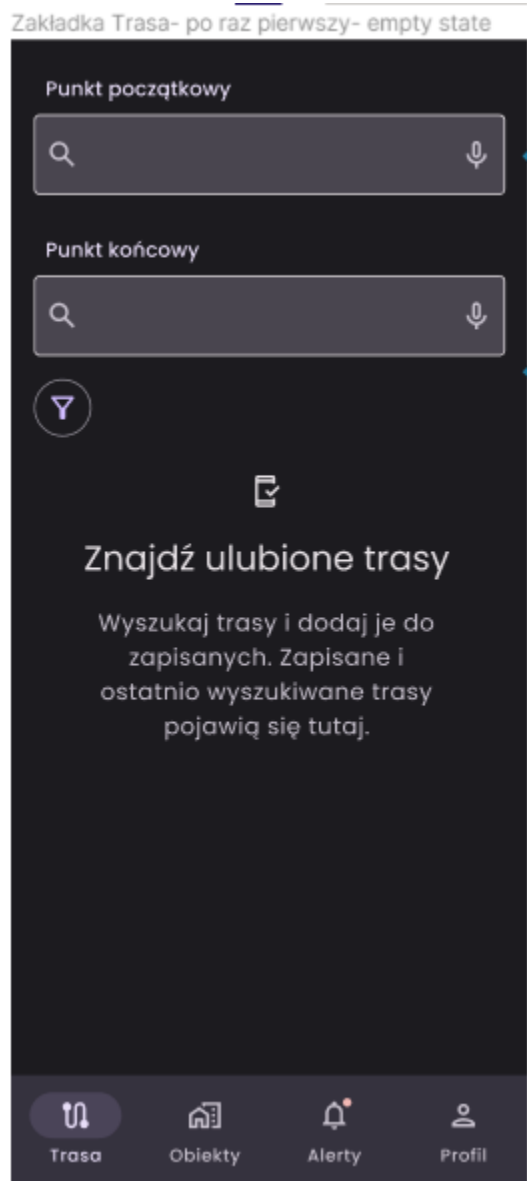 Zakładka Trasa- po raz pierwszy- empty state
Punkt początkowy
Punkt końcowy
Znajdź ulubione trasy
Wyszukaj trasy i dodaj je do
zapisanych. Zapisane i
ostatnio wyszukiwane trasy
pojawią się tutaj.
Trasa
Obiekty
Alerty
Profil